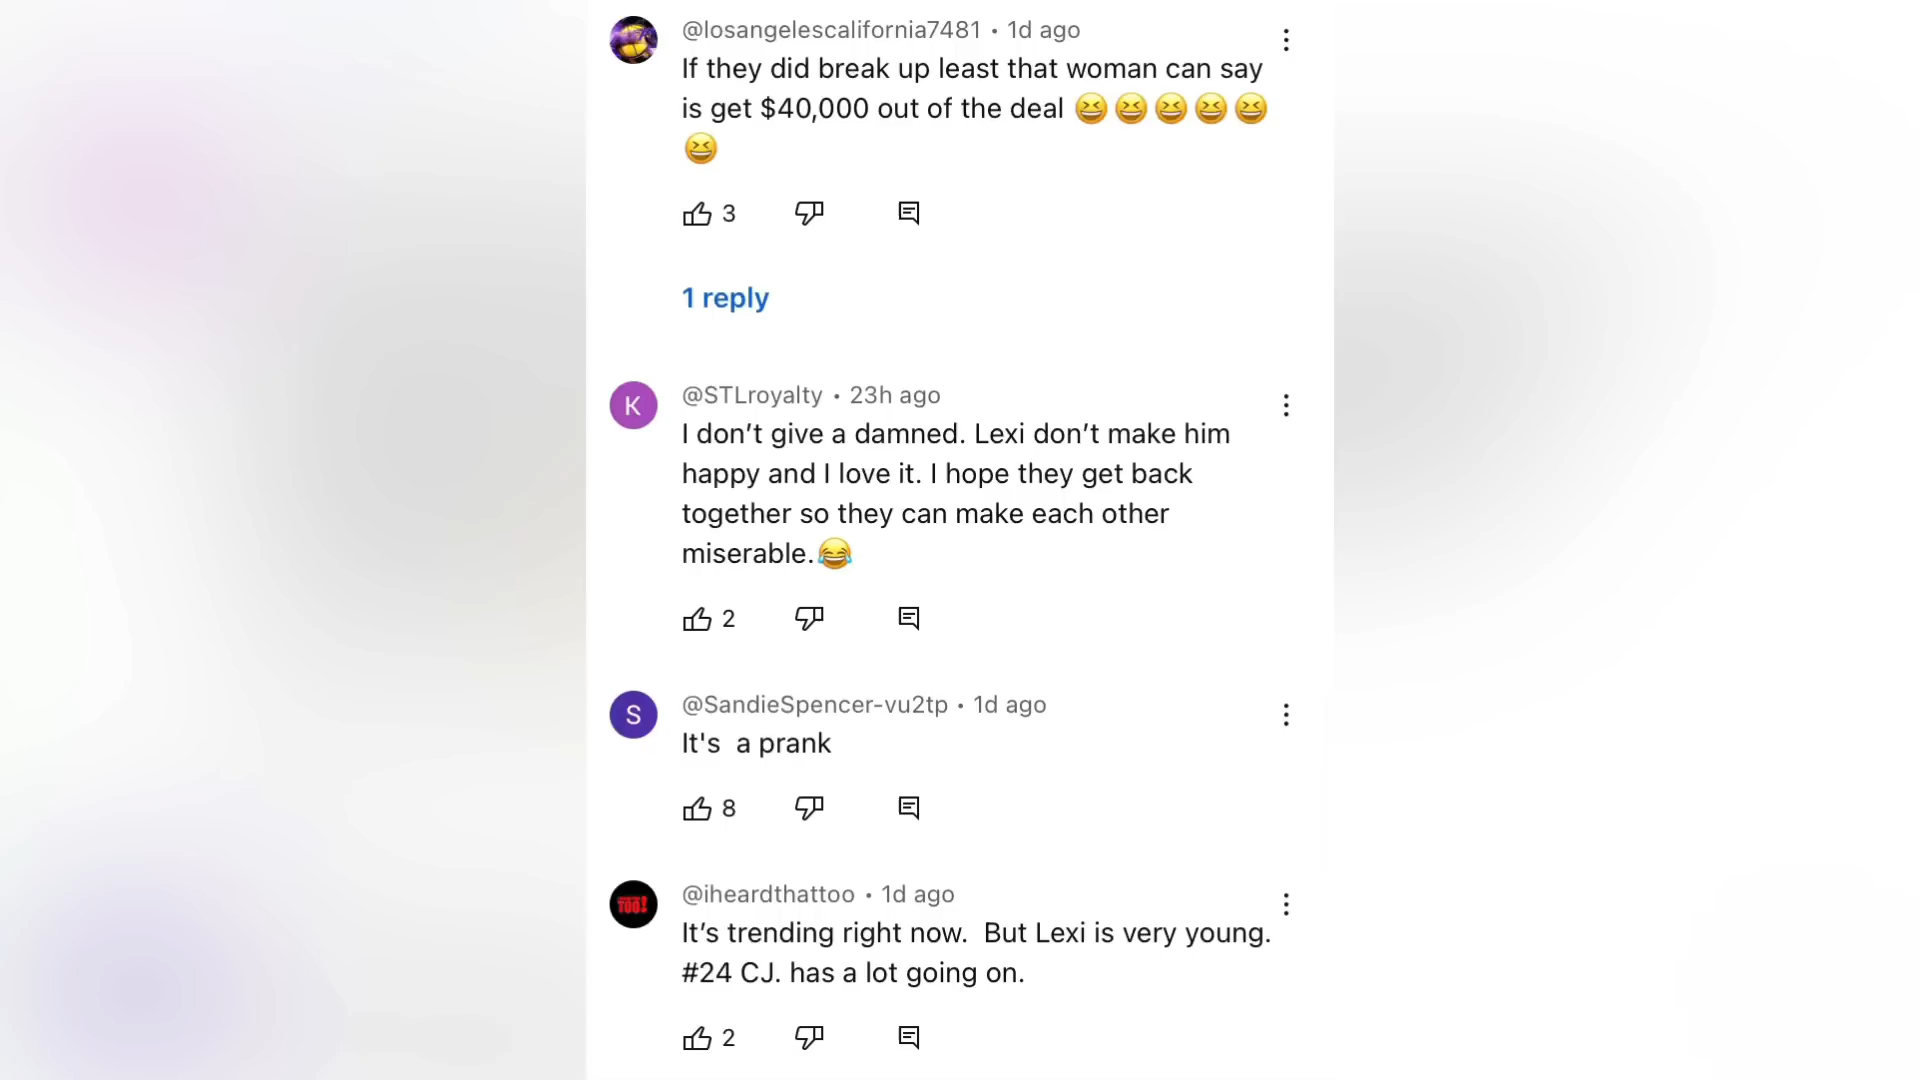 @losangelescalifornia7481 • 1d ago
If they did break up least that woman can say
is get $40,000 out of the deal 😆😆😆😆😆
😆
3
1 reply
K
@STLroyalty • 23h ago
I don’t give a damned. Lexi don’t make him
happy and I love it. I hope they get back
together so they can make each other
miserable.😂
2
S
@SandieSpencer-vu2tp • 1d ago
It's  a prank
8
TOO!
@iheardthattoo • 1d ago
It’s trending right now.  But Lexi is very young.
#24 CJ. has a lot going on.
2